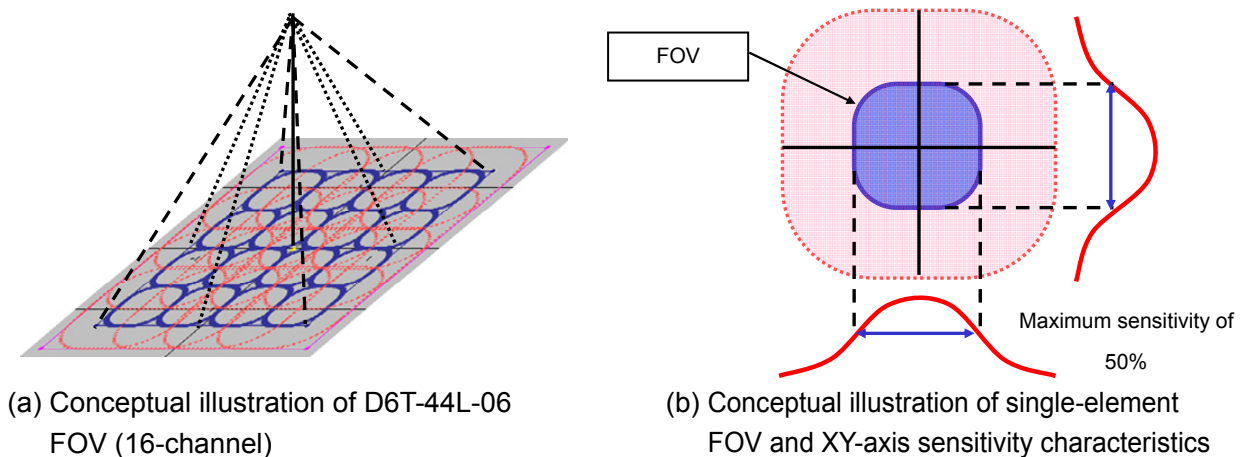 FOV
Maximum sensitivity of
50%
(a) Conceptual illustration of D6T-44L-06
FOV (16-channel)
(b) Conceptual illustration of single-element
FOV and XY-axis sensitivity characteristics